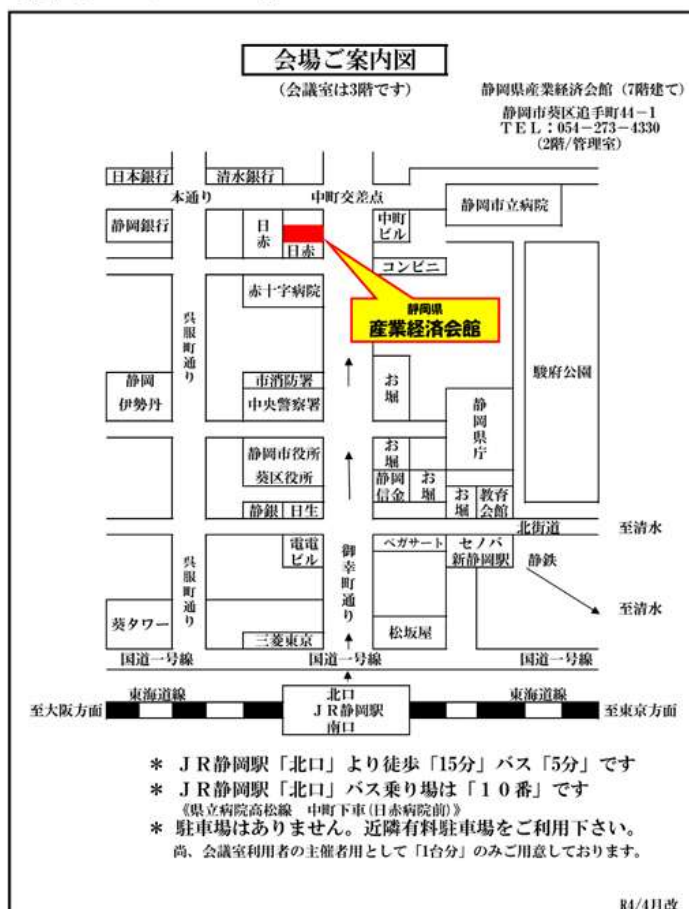 会場ご案内図
(会議室は3階です)
静岡県産業経済会館（7階建て）
静岡市葵区追手町44－1
ＴＥＬ：054－273－4330
(2階/管理室)
日本銀行
清水銀行
本通り
中町交差点
静岡銀行
日赤
日赤
中町ビル
静岡市立病院
コンビニ
赤十字病院
静岡県
産業経済会館
呉服町通り
静岡
伊勢丹
市消防署
中央警察署
お堀
静岡県庁
駿府公園
静岡市役所
葵区役所
お堀
静岡信金
お堀
お堀
教育会館
静銀
日生
北街道
至清水
電電ビル
ペガサート
セノバ
新静岡駅
静鉄
呉服町通り
御幸町通り
至清水
葵タワー
三菱東京
松坂屋
国道一号線
国道一号線
国道一号線
東海道線
北口
東海道線
至大阪方面
ＪＲ静岡駅
至東京方面
南口
＊ ＪＲ静岡駅「北口」より徒歩「15分」バス「5分」です
＊ ＪＲ静岡駅「北口」バス乗り場は「１０番」です
《県立病院高松線　中町下車(日赤病院前)》
＊ 駐車場はありません。近隣有料駐車場をご利用下さい。
尚、会議室利用者の主催者用として「1台分」のみご用意しております。
R4/4月改